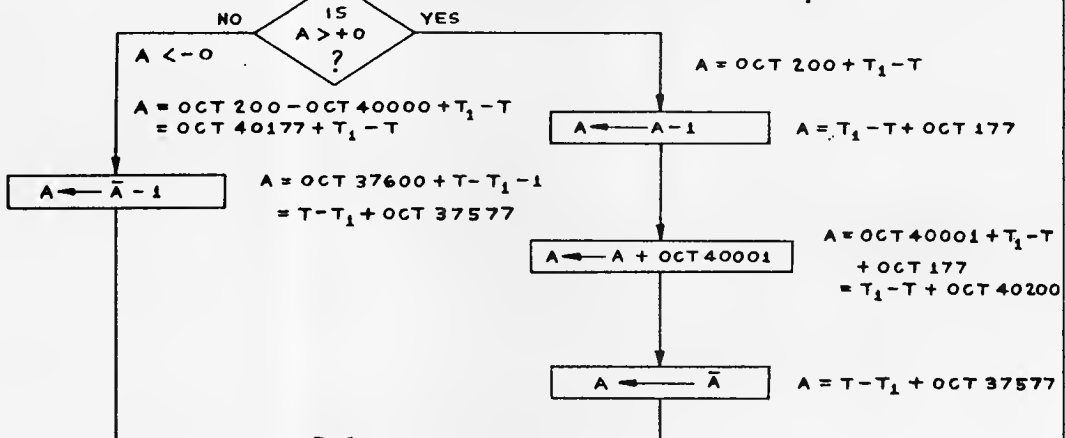 NO
IS
A > +0
?
YES
A < -0
A = OCT 200 - OCT 40000 + T₁ - T
= OCT 40177 + T₁ - T
A ← Ā - 1
A = OCT 37600 + T - T₁ - 1
= T - T₁ + OCT 37577
A = OCT 200 + T₁ - T
A ← A - 1
A = T₁ - T + OCT 177
A ← A + OCT 40001
A = OCT 40001 + T₁ - T
+ OCT 177
= T₁ - T + OCT 40200
A ← Ā
A = T - T₁ + OCT 37577